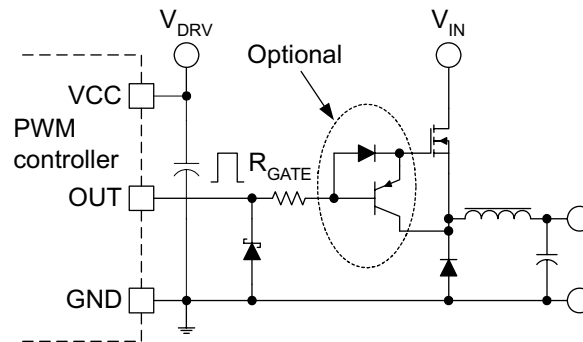 V_DRV
V_IN
Optional
VCC
PWM
controller
R_GATE
OUT
GND